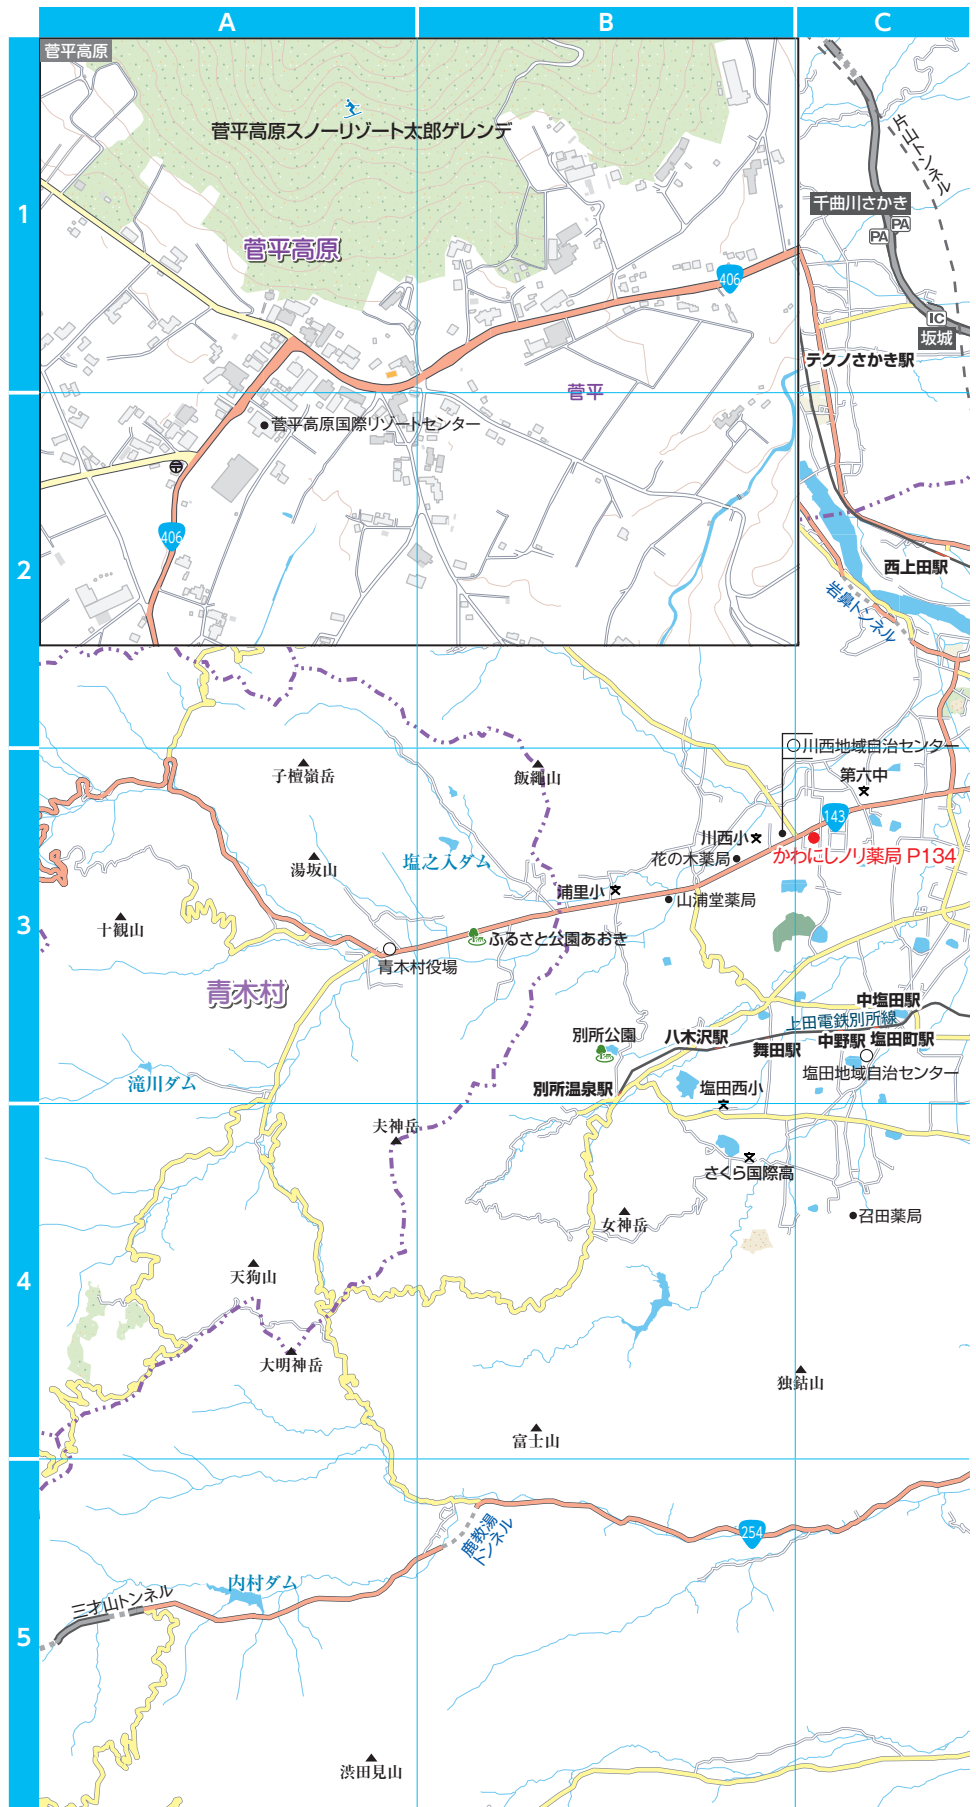 A
B
C
1
2
3
4
5
菅平高原
菅平高原スノーリゾート太郎ゲレンデ
菅平高原
406
菅平
菅平高原国際リゾートセンター
406
片山トンネル
千曲川さかき
PA
PA
IC
坂城
テクノさかき駅
西上田駅
岩鼻トンネル
川西地域自治センター
第六中
143
川西小
かわにしノリ薬局 P134
花の木薬局
山浦堂薬局
浦里小
子檀嶺岳
飯縄山
湯坂山
塩之入ダム
十観山
ふるさと公園あおき
青木村役場
青木村
中塩田駅
上田電鉄別所線
別所公園
八木沢駅
舞田駅
中野駅
塩田町駅
塩田地域自治センター
滝川ダム
別所温泉駅
塩田西小
夫神岳
さくら国際高
女神岳
召田薬局
天狗山
大明神岳
独鈷山
富士山
254
鹿教湯
トンネル
内村ダム
三才山トンネル
渋田見山